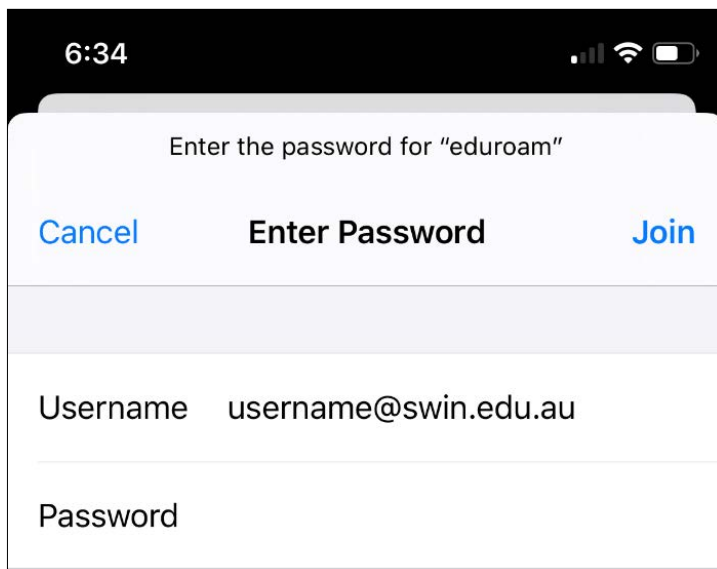 6:34
Enter the password for “eduroam”
Cancel Enter Password Join
Username username@swin.edu.au
Password